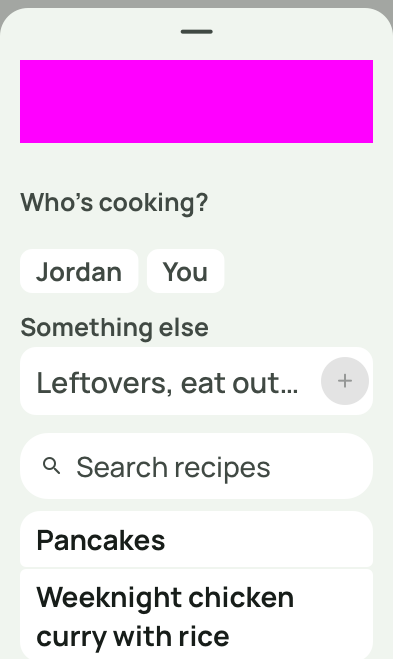 Who’s cooking?
Jordan
You
Something else
Leftovers, eat out...
Search recipes
Pancakes
Weeknight chicken
curry with rice